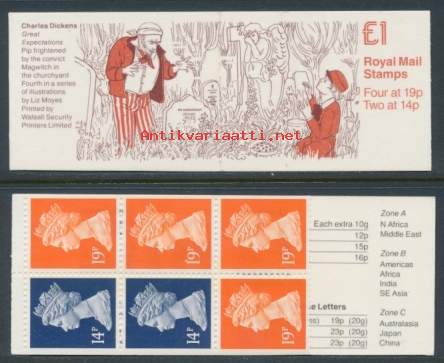 Charles Dickens
Great
Expectations
Pip frightened
by the convict
Magwitch in
the churchyard
Fourth in a series
of illustrations
by Liz Moyes
Printed by
Walsall Security
Printers Limited
£1
Royal Mail
Stamps
Four at 19p
Two at 14p
Antikvariaatti.net
19P
19P
19P
14P
14P
19P
Each extra 10g
12p
15p
16p
Letters
19p (20g)
23p (20g)
23p (20g)
Zone A
N Africa
Middle East
Zone B
Americas
Africa
India
SE Asia
Zone C
Australasia
Japan
China